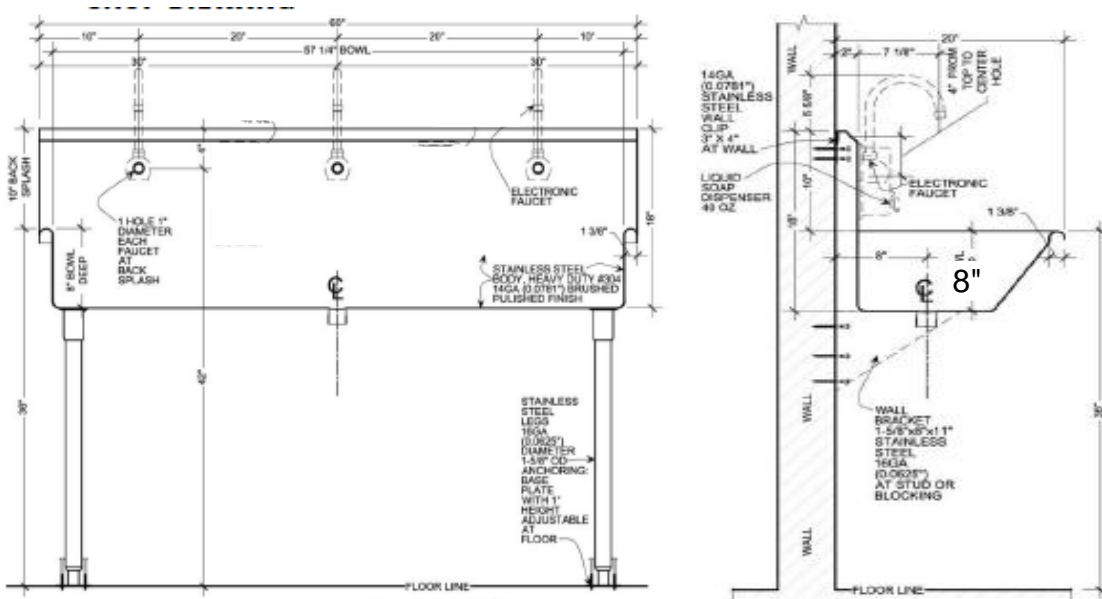 60"
10"
20"
20"
10"
57 1/4" BOWL
30"
30"
10" BACK
SPLASH
4"
ELECTRONIC
FAUCET
18"
1 HOLE 1"
DIAMETER
EACH
FAUCET
AT
BACK
SPLASH
8" BOWL
DEEP
1 3/8"
STAINLESS STEEL
BODY, HEAVY DUTY #304
14GA (0.0781") BRUSHED
PULISHED FINISH
CL
36"
42"
STAINLESS
STEEL
LEGS
16GA
(0.0625")
DIAMETER
1-5/8" OD
ANCHORING:
BASE
PLATE
WITH 1"
HEIGHT
ADJUSTABLE
AT
FLOOR
FLOOR LINE
WALL
20"
2"
7 1/8"
4" FROM
TOP TO
CENTER
HOLE
14GA
(0.0781")
STAINLESS
STEEL
WALL
CLIP
3" X 4"
AT WALL
5 5/8"
LIQUID
SOAP
DISPENSER
40 OZ
10"
18"
ELECTRONIC
FAUCET
1 3/8"
8"
8"
CL
WALL
WALL
BRACKET
1-5/8"x8"x11"
STAINLESS
STEEL
16GA
(0.0625")
AT STUD OR
BLOCKING
36"
WALL
FLOOR LINE